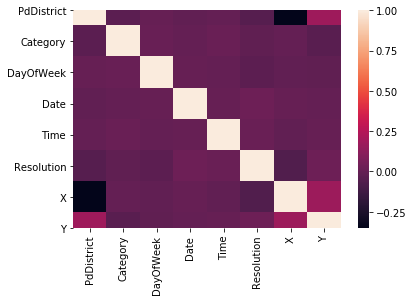 PdDistrict
Category
DayOfWeek
Date
Time
Resolution
X
Y
PdDistrict
Category
DayOfWeek
Date
Time
Resolution
X
Y
1.00
0.75
0.50
0.25
0.00
−0.25